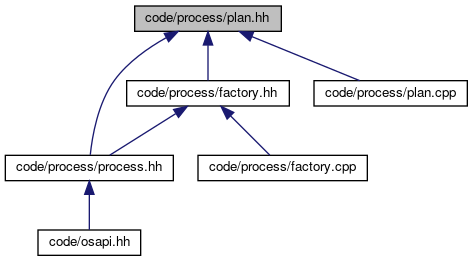 code/process/plan.hh
code/process/factory.hh
code/process/plan.cpp
code/process/process.hh
code/process/factory.cpp
code/osapi.hh